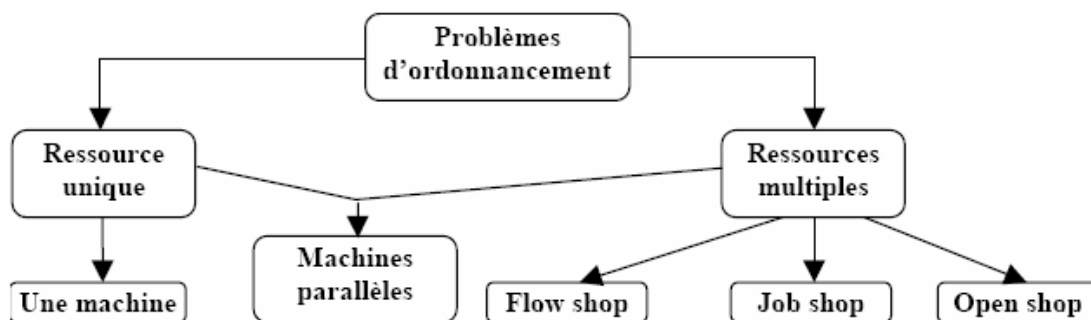 Problèmes
d'ordonnancement
Ressource
unique
Ressources
multiples
Machines
parallèles
Une machine
Flow shop
Job shop
Open shop